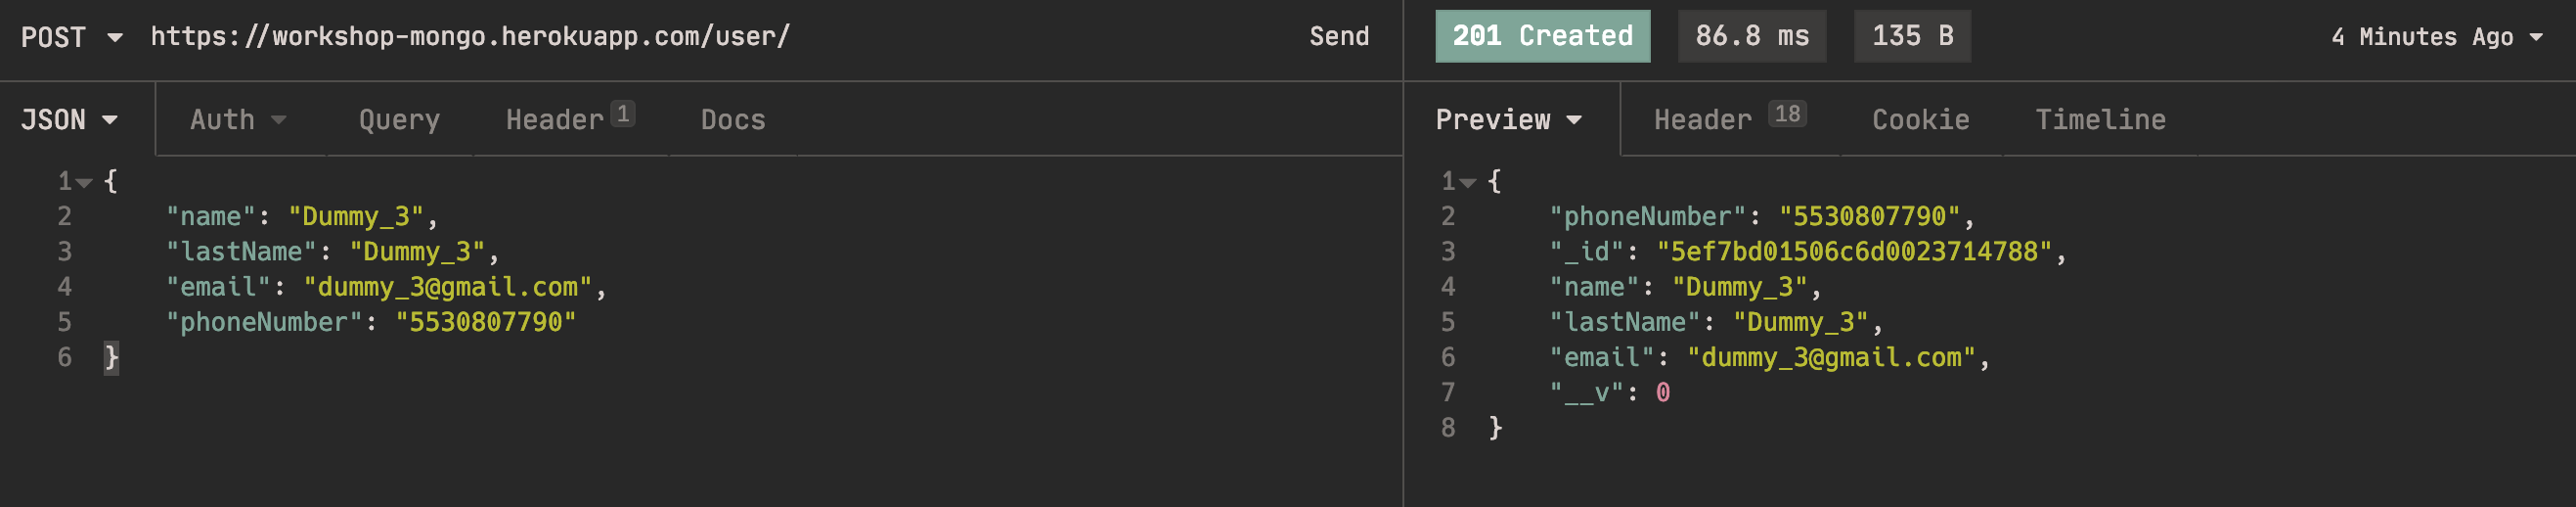 POST https://workshop-mongo.herokuapp.com/user/ Send
JSON Auth Query Header 1 Docs
1 {
2 "name": "Dummy_3",
3 "lastName": "Dummy_3",
4 "email": "dummy_3@gmail.com",
5 "phoneNumber": "5530807790"
6 }
201 Created 86.8 ms 135 B 4 Minutes Ago
Preview Header 18 Cookie Timeline
1 {
2 "phoneNumber": "5530807790",
3 "_id": "5ef7bd01506c6d0023714788",
4 "name": "Dummy_3",
5 "lastName": "Dummy_3",
6 "email": "dummy_3@gmail.com",
7 "__v": 0
8 }